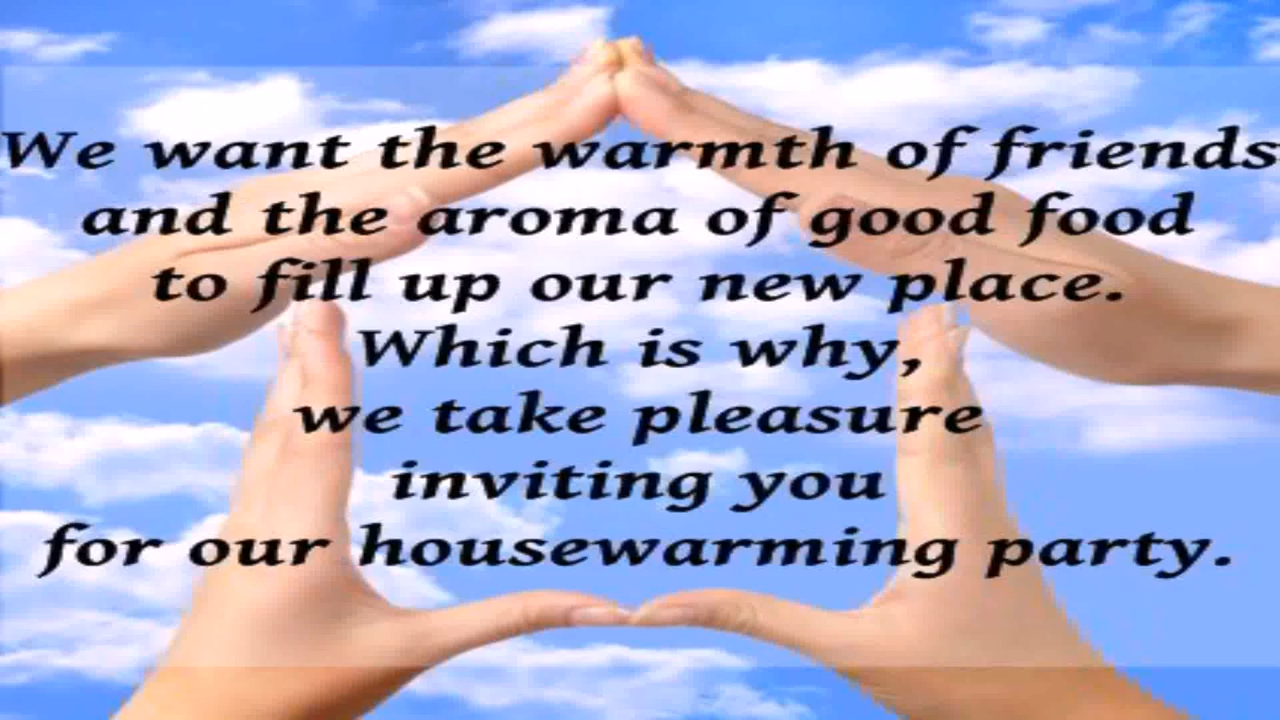 We want the warmth of friends
and the aroma of good food
to fill up our new place.
Which is why,
we take pleasure
inviting you
for our housewarming party.